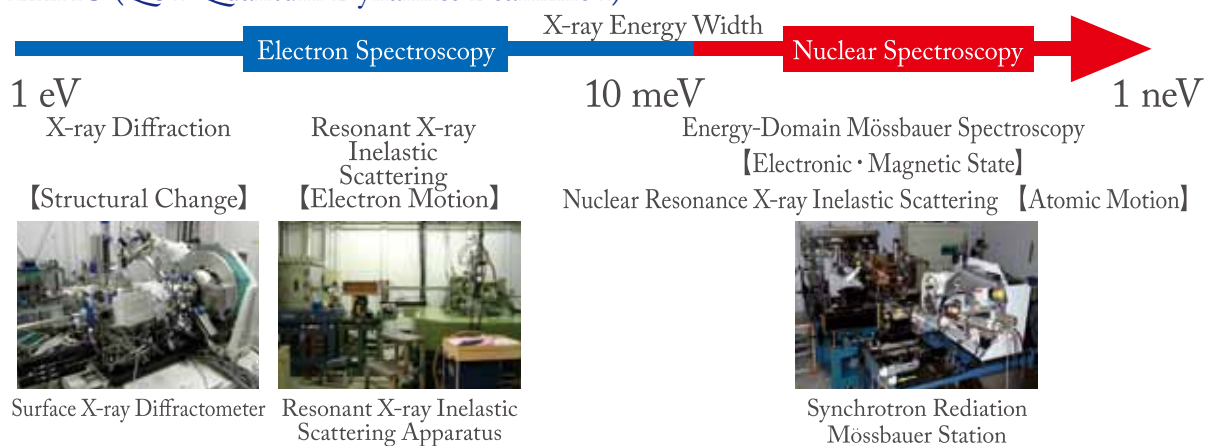 X-ray Energy Width
Electron Spectroscopy
Nuclear Spectroscopy
1 eV
10 meV
1 neV
X-ray Diffraction
【Structural Change】
Resonant X-ray
Inelastic
Scattering
【Electron Motion】
Energy-Domain Mössbauer Spectroscopy
【Electronic・Magnetic State】
Nuclear Resonance X-ray Inelastic Scattering 【Atomic Motion】
Surface X-ray Diffractometer
Resonant X-ray Inelastic
Scattering Apparatus
Synchrotron Rediation
Mössbauer Station